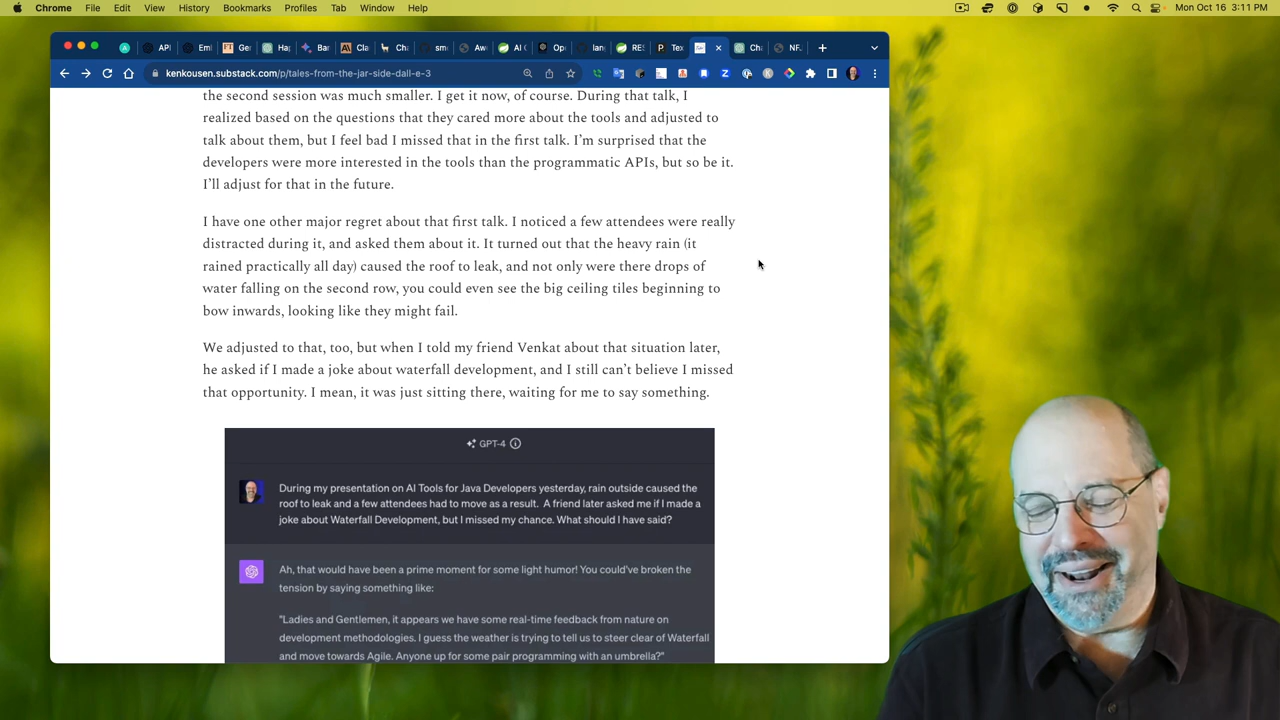 Chrome File Edit View History Bookmarks Profiles Tab Window Help Mon Oct 16 3:11 PM
API Em Ge Ha Bar Cla Ch sm Aw AI C Op lan RES Tex Ch NF
kenkousen.substack.com/p/tales-from-the-jar-side-dall-e-3
the second session was much smaller. I get it now, of course. During that talk, I
realized based on the questions that they cared more about the tools and adjusted to
talk about them, but I feel bad I missed that in the first talk. I’m surprised that the
developers were more interested in the tools than the programmatic APIs, but so be it.
I’ll adjust for that in the future.
I have one other major regret about that first talk. I noticed a few attendees were really
distracted during it, and asked them about it. It turned out that the heavy rain (it
rained practically all day) caused the roof to leak, and not only were there drops of
water falling on the second row, you could even see the big ceiling tiles beginning to
bow inwards, looking like they might fail.
We adjusted to that, too, but when I told my friend Venkat about that situation later,
he asked if I made a joke about waterfall development, and I still can’t believe I missed
that opportunity. I mean, it was just sitting there, waiting for me to say something.
GPT-4
During my presentation on AI Tools for Java Developers yesterday, rain outside caused the
roof to leak and a few attendees had to move as a result. A friend later asked me if I made a
joke about Waterfall Development, but I missed my chance. What should I have said?
Ah, that would have been a prime moment for some light humor! You could've broken the
tension by saying something like:
"Ladies and Gentlemen, it appears we have some real-time feedback from nature on
development methodologies. I guess the weather is trying to tell us to steer clear of Waterfall
and move towards Agile. Anyone up for some pair programming with an umbrella?"